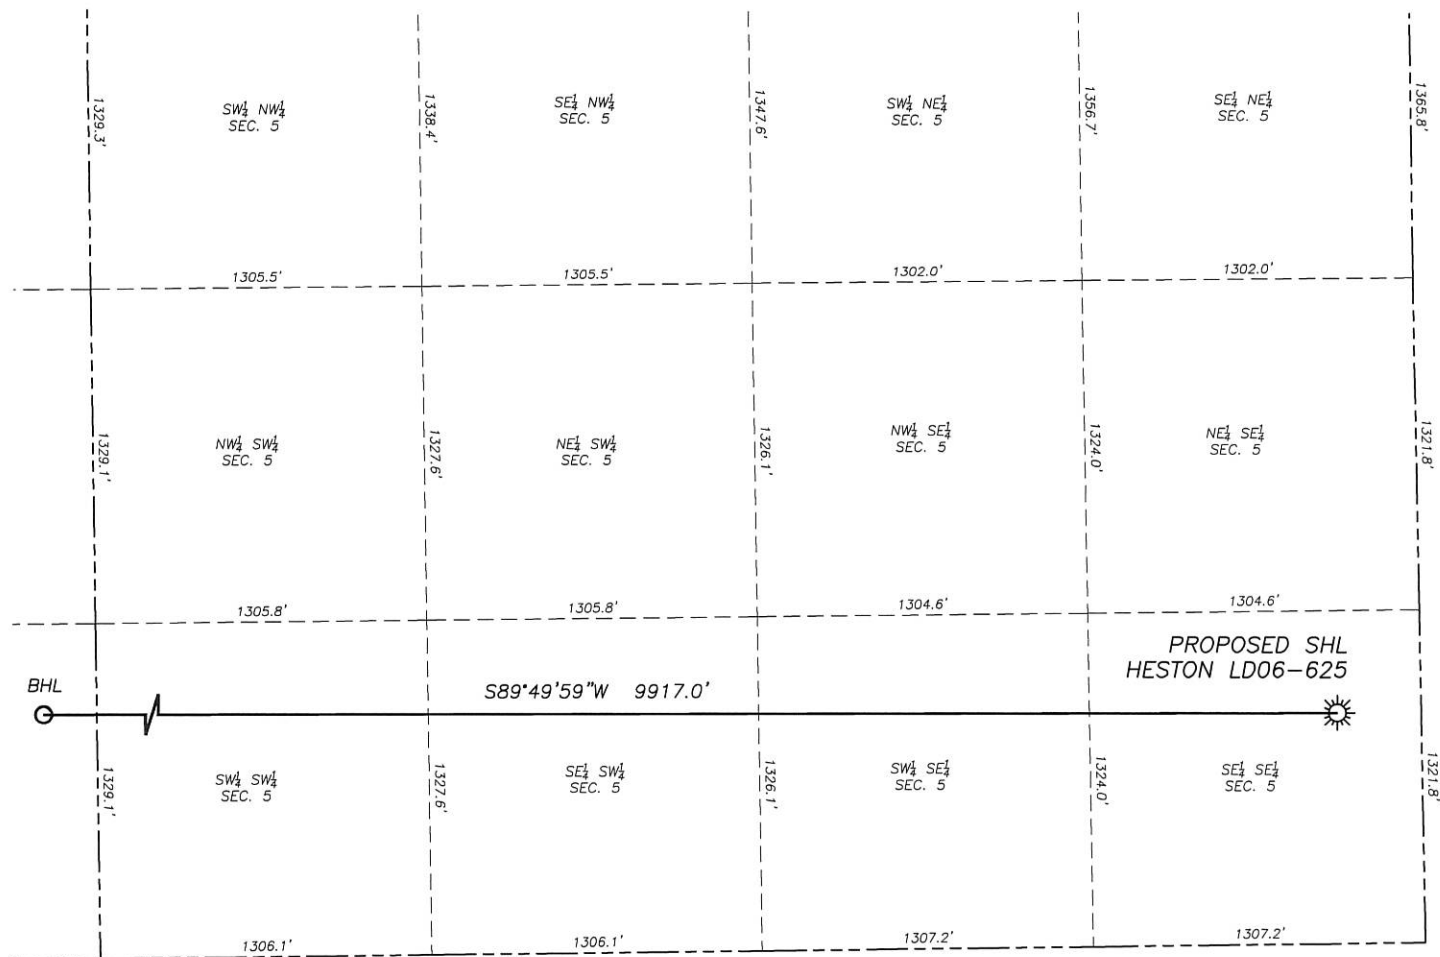 SW¼ NW¼
SEC. 5
SE¼ NW¼
SEC. 5
SW¼ NE¼
SEC. 5
SE¼ NE¼
SEC. 5
1329.3'
1338.4'
1347.6'
1356.7'
1365.8'
1305.5'
1305.5'
1302.0'
1302.0'
NW¼ SW¼
SEC. 5
NE¼ SW¼
SEC. 5
NW¼ SE¼
SEC. 5
NE¼ SE¼
SEC. 5
1329.1'
1327.6'
1326.1'
1324.0'
1321.8'
1305.8'
1305.8'
1304.6'
1304.6'
PROPOSED SHL
HESTON LD06-625
BHL
S89°49'59"W 9917.0'
SW¼ SW¼
SEC. 5
SE¼ SW¼
SEC. 5
SW¼ SE¼
SEC. 5
SE¼ SE¼
SEC. 5
1329.1'
1327.6'
1326.1'
1324.0'
1321.8'
1306.1'
1306.1'
1307.2'
1307.2'